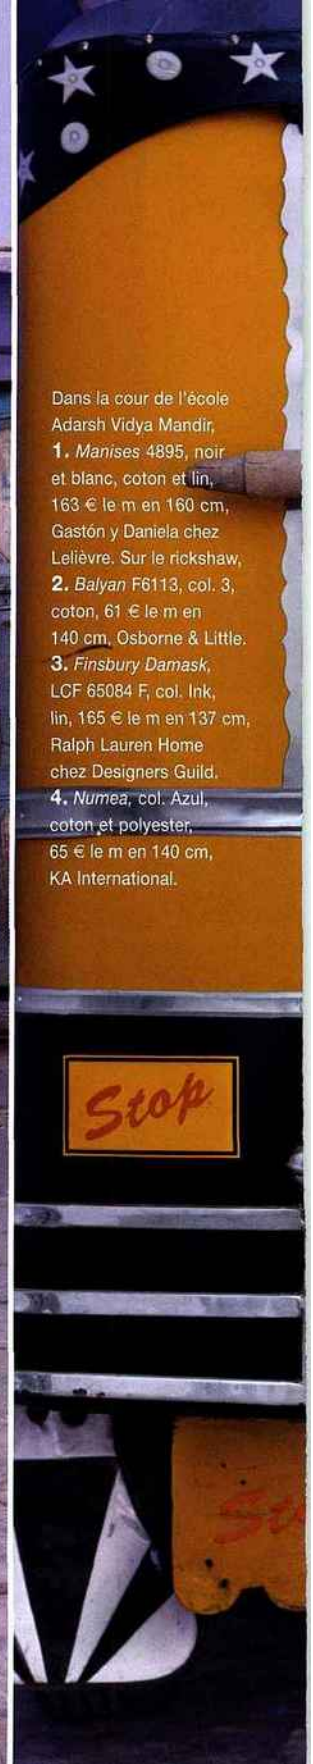 Dans la cour de l'école
Adarsh Vidya Mandir,
1. Manises 4895, noir
et blanc, coton et lin,
163 € le m en 160 cm,
Gastón y Daniela chez
Lelièvre. Sur le rickshaw,
2. Balyan F6113, col. 3,
coton, 61 € le m en
140 cm, Osborne & Little.
3. Finsbury Damask,
LCF 65084 F, col. Ink,
lin, 165 € le m en 137 cm,
Ralph Lauren Home
chez Designers Guild.
4. Numea, col. Azul,
coton et polyester,
65 € le m en 140 cm,
KA International.
Stop